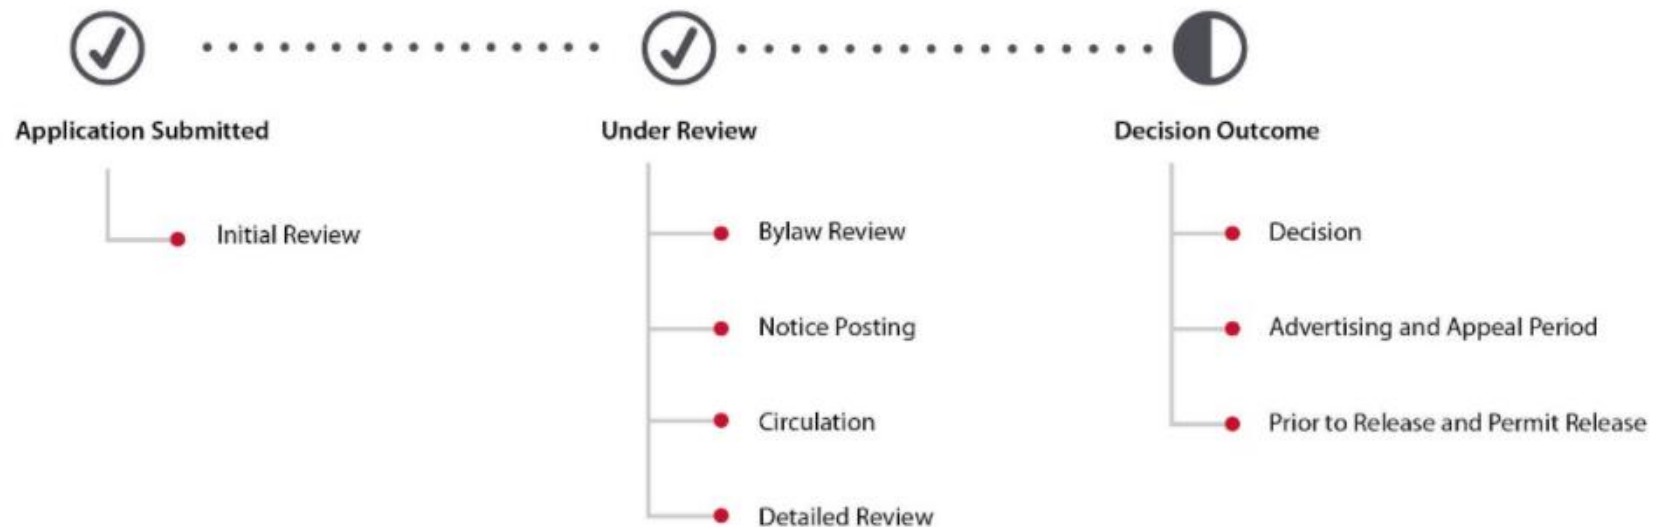 Application Submitted
Initial Review
Under Review
Bylaw Review
Notice Posting
Circulation
Detailed Review
Decision Outcome
Decision
Advertising and Appeal Period
Prior to Release and Permit Release